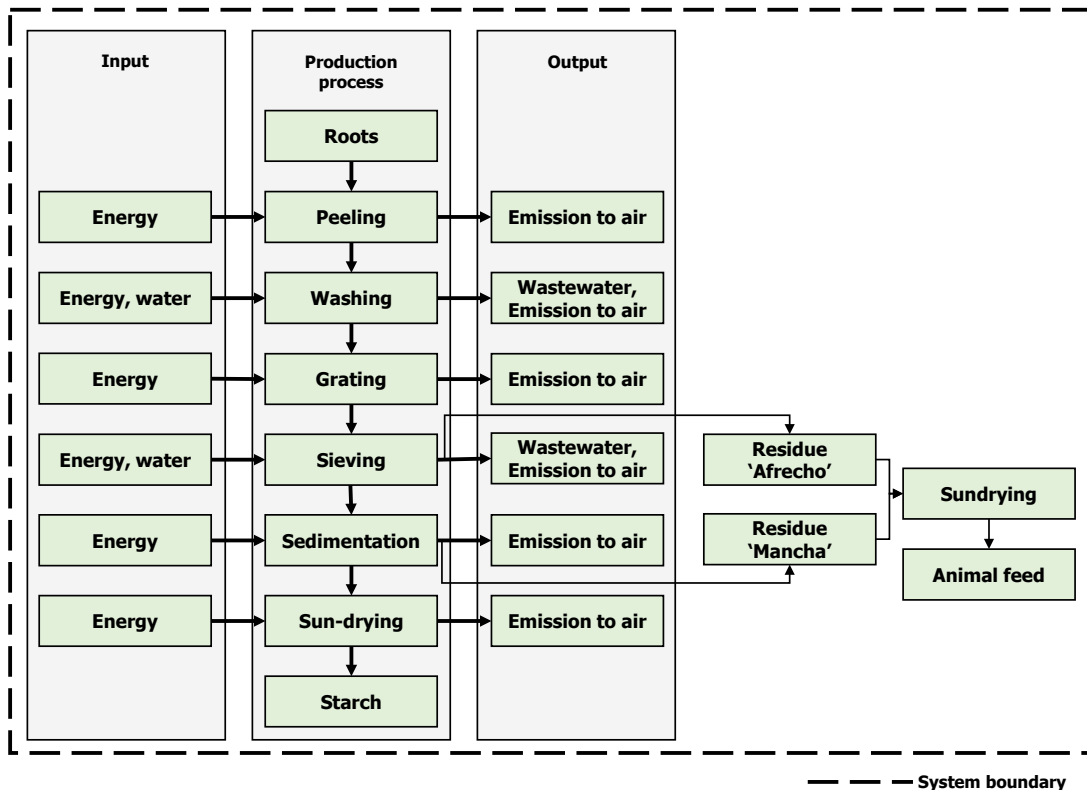 Input
Production
process
Output
Roots
Energy
Peeling
Emission to air
Energy, water
Washing
Wastewater,
Emission to air
Energy
Grating
Emission to air
Energy, water
Sieving
Wastewater,
Emission to air
Residue
‘Afrecho’
Sundrying
Energy
Sedimentation
Emission to air
Residue
‘Mancha’
Animal feed
Energy
Sun-drying
Emission to air
Starch
System boundary